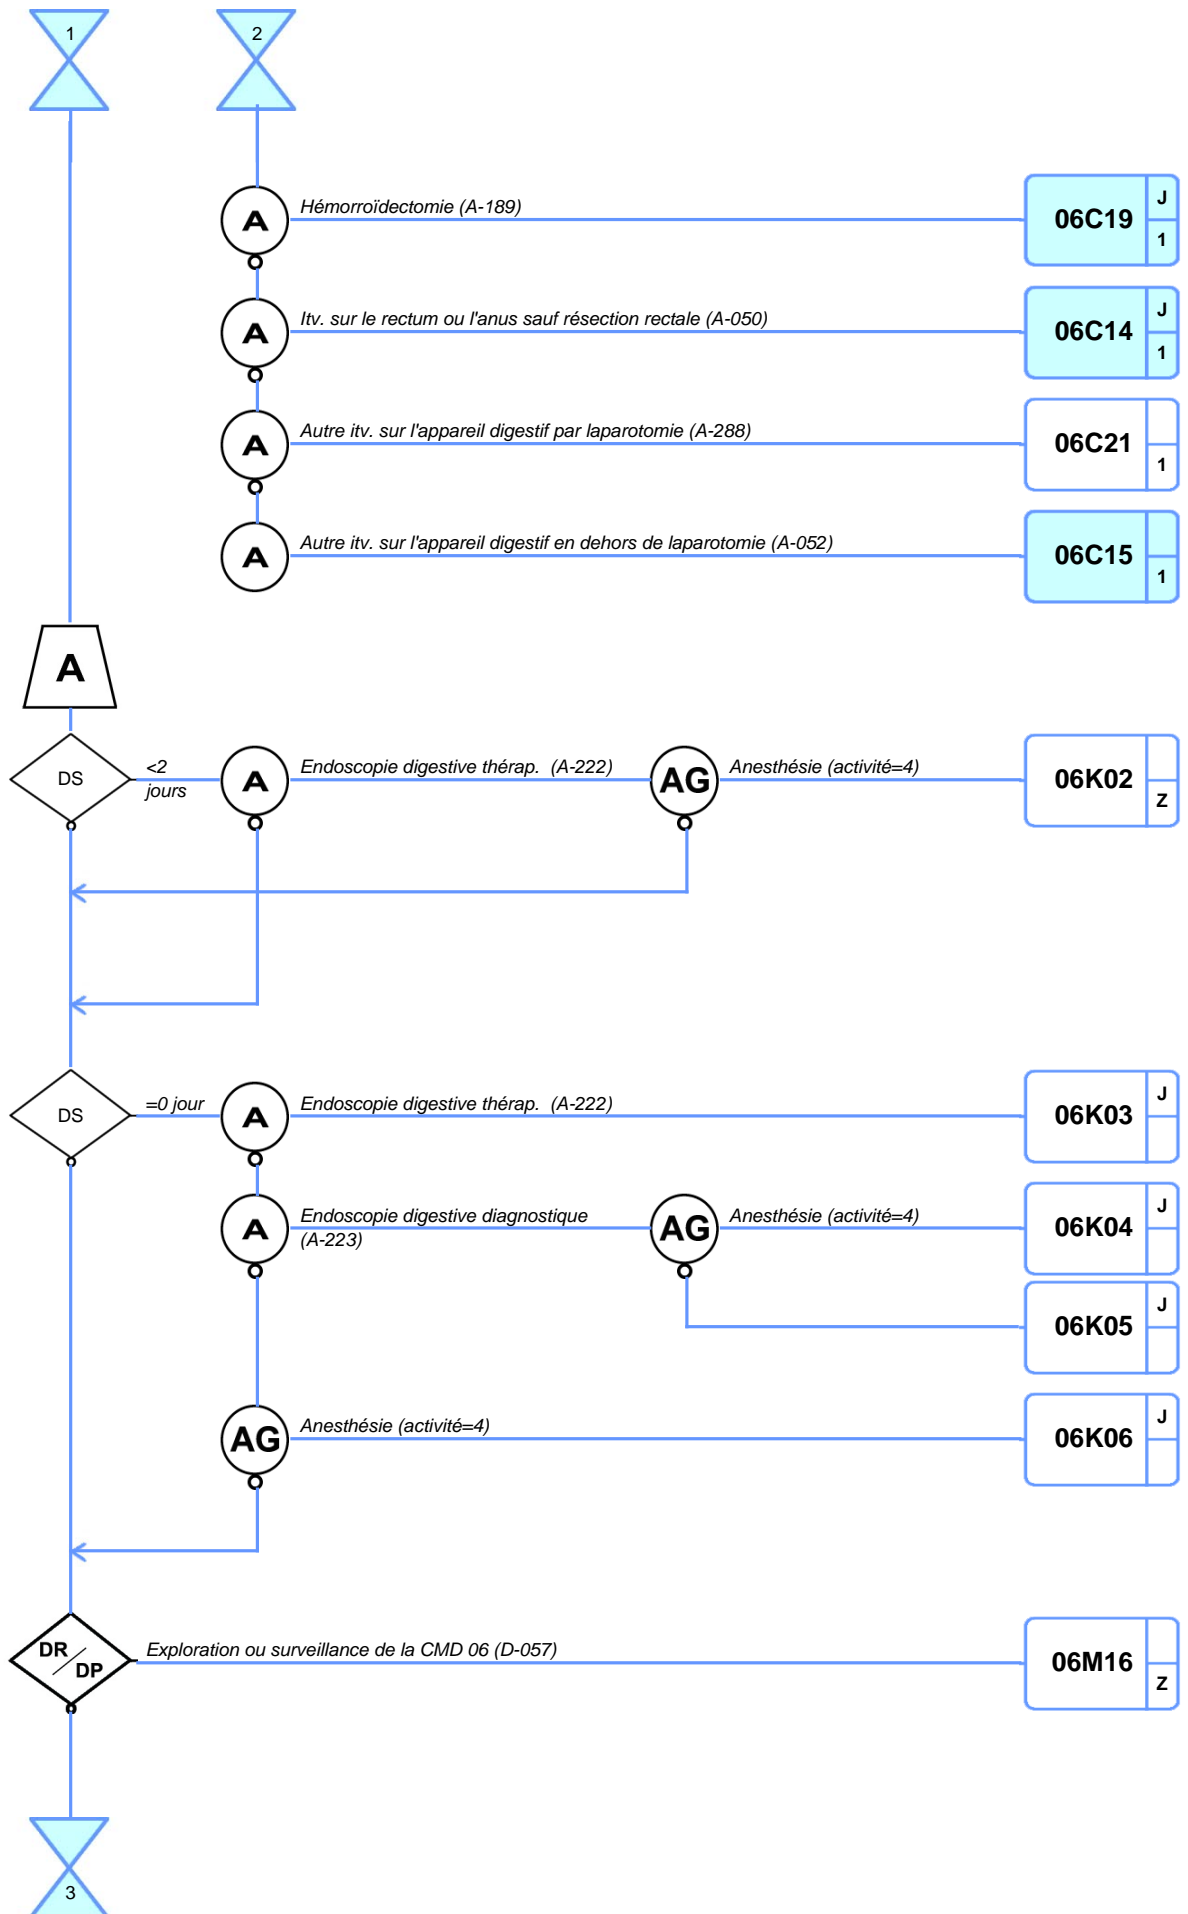 1
2
A
Hémorroïdectomie (A-189)
06C19
J
1
A
Itv. sur le rectum ou l'anus sauf résection rectale (A-050)
06C14
J
1
A
Autre itv. sur l'appareil digestif par laparotomie (A-288)
06C21
1
A
Autre itv. sur l'appareil digestif en dehors de laparotomie (A-052)
06C15
1
A
DS
<2
jours
A
Endoscopie digestive thérap. (A-222)
AG
Anesthésie (activité=4)
06K02
Z
DS
=0 jour
A
Endoscopie digestive thérap. (A-222)
06K03
J
A
Endoscopie digestive diagnostique
(A-223)
AG
Anesthésie (activité=4)
06K04
J
06K05
J
AG
Anesthésie (activité=4)
06K06
J
DR
DP
Exploration ou surveillance de la CMD 06 (D-057)
06M16
Z
3